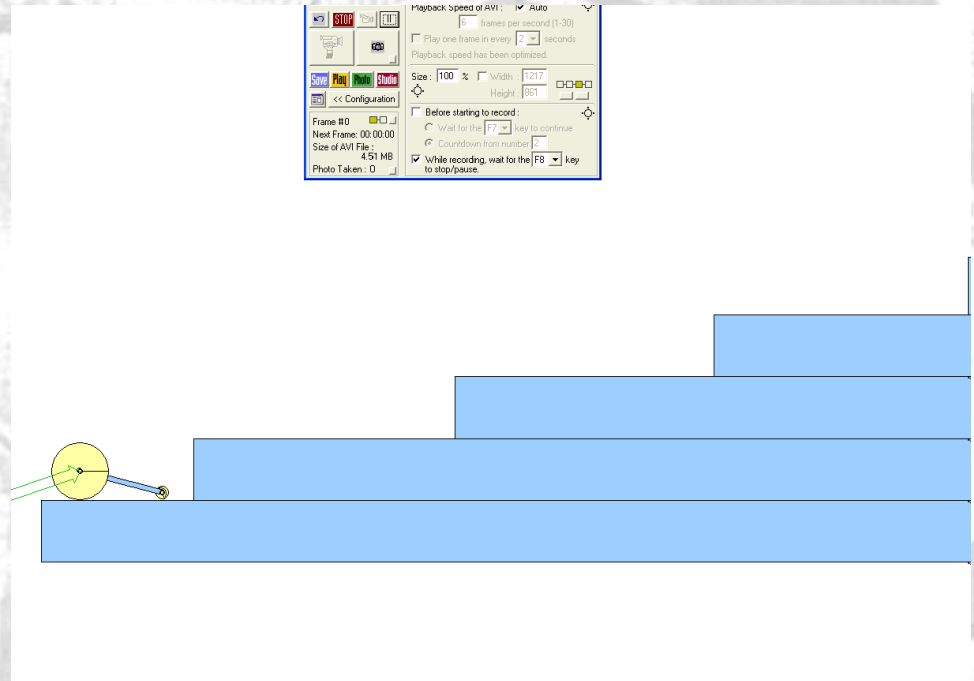 Playback Speed of AVI : Auto
6 frames per second (1-30)
Play one frame in every 2 seconds
Playback speed has been optimized.
STOP
Save Play Photo Studio
<< Configuration
Size : 100 % Width : 1217
Height : 861
Frame #0
Next Frame: 00:00:00
Size of AVI File :
4.51 MB
Photo Taken : 0
Before starting to record :
Wait for the F7 key to continue
Countdown from number 2
While recording, wait for the F8 key
to stop/pause.